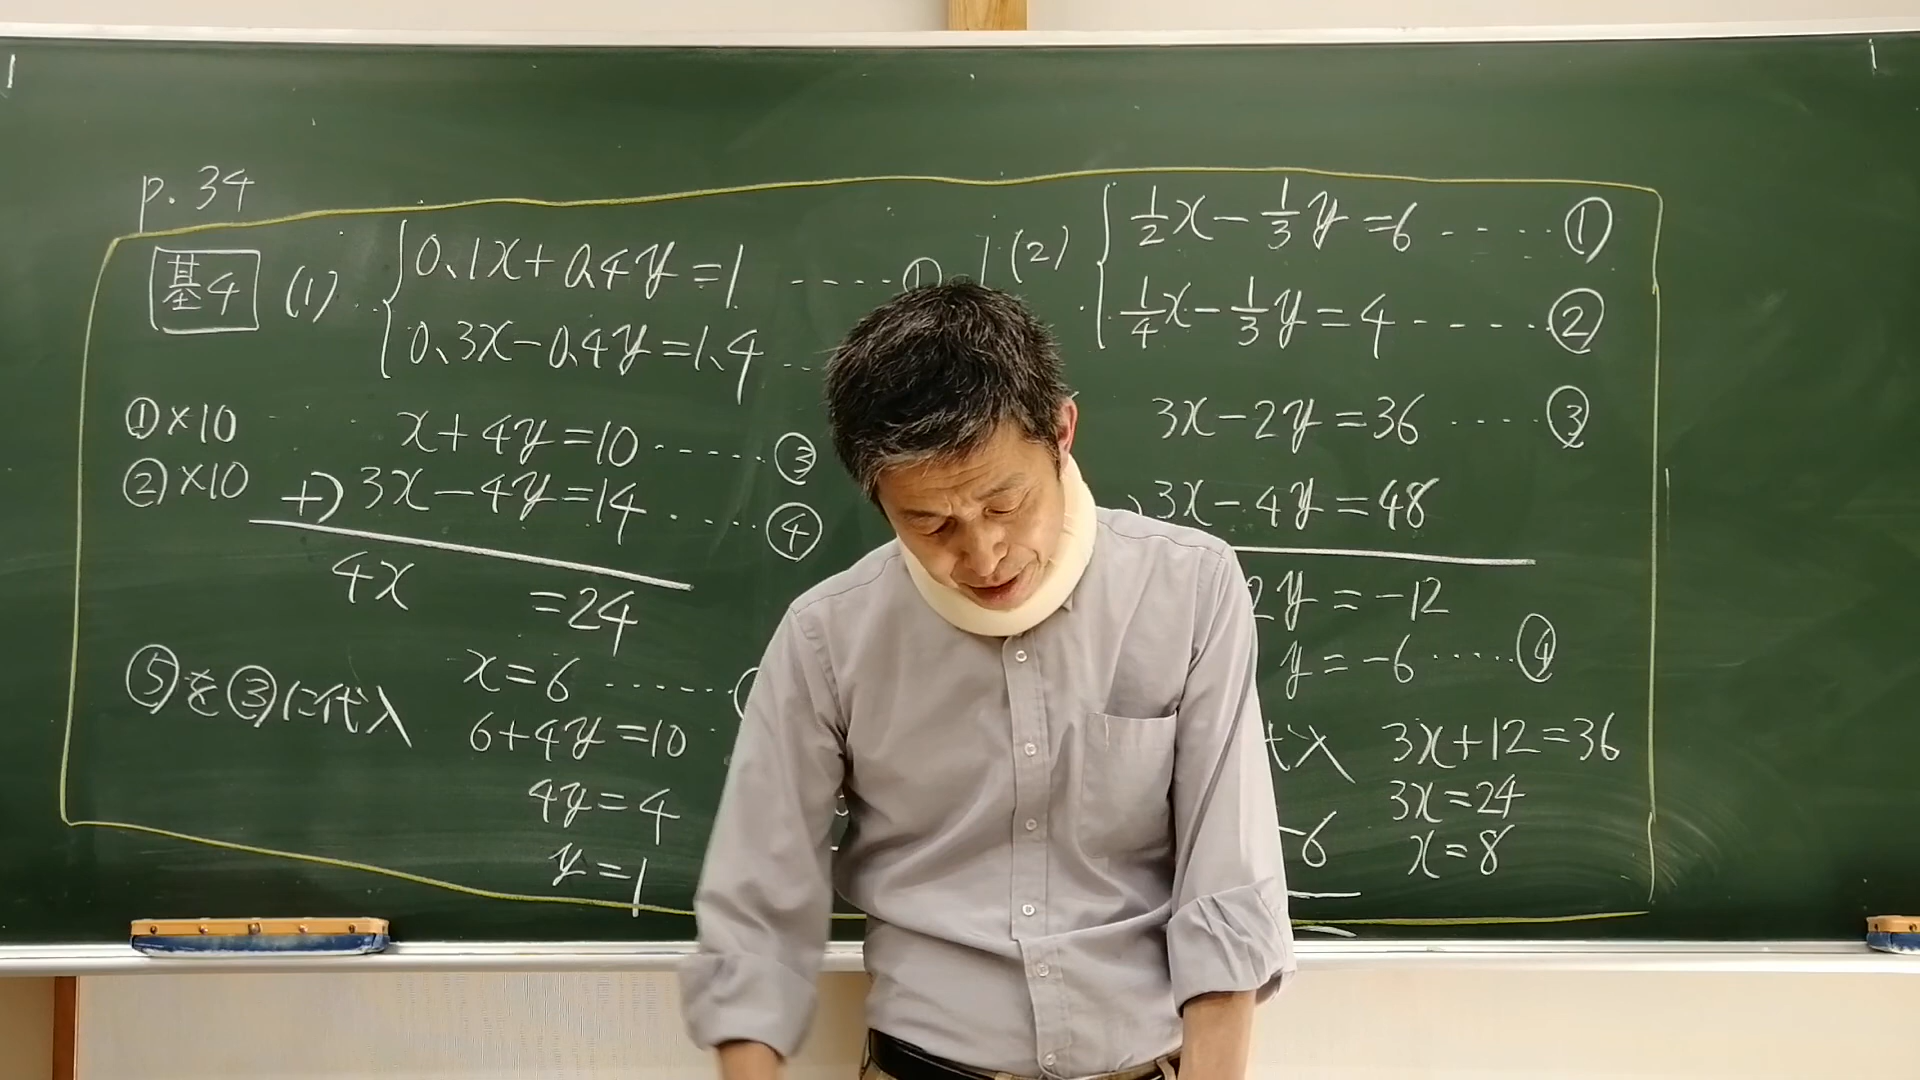 p. 34
基4 (1) 0.1x+0.4y=1 ‥‥ ①
0.3x-0.4y=1.4 ‥
①×10 x+4y=10 ‥‥‥ ③
②×10 +) 3x-4y=14 ‥‥ ④
4x =24
x=6 ‥‥‥
⑤を③に代入
6+4y=10
4y=4
y=1
(2) 1/2x-1/3y=6 ‥‥‥ ①
1/4x-1/3y=4 ‥‥‥ ②
3x-2y=36 ‥‥ ③
)3x-4y=48
2y=-12
y=-6 ‥‥‥ ④
入 3x+12=36
3x=24
-6 x=8